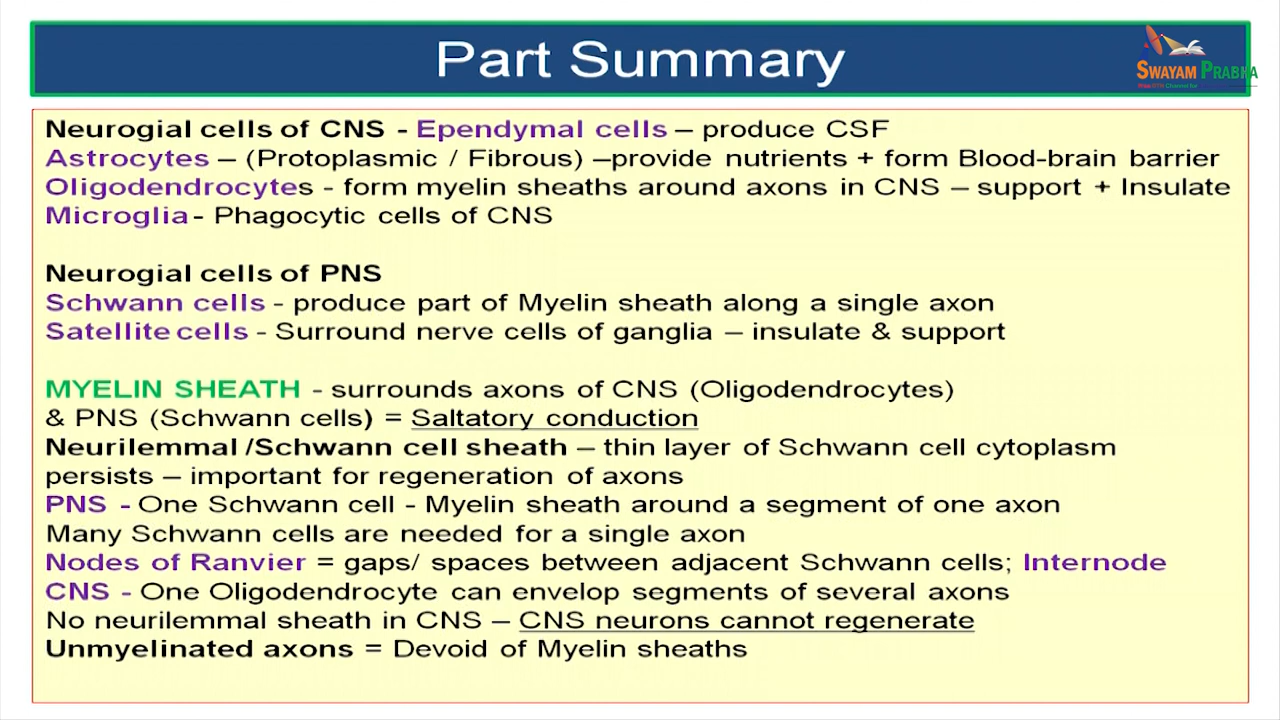 Part Summary
SWAYAM PRABHA
Neurogial cells of CNS - Ependymal cells – produce CSF
Astrocytes – (Protoplasmic / Fibrous) –provide nutrients + form Blood-brain barrier
Oligodendrocytes - form myelin sheaths around axons in CNS – support + Insulate
Microglia- Phagocytic cells of CNS
Neurogial cells of PNS
Schwann cells - produce part of Myelin sheath along a single axon
Satellite cells - Surround nerve cells of ganglia – insulate & support
MYELIN SHEATH - surrounds axons of CNS (Oligodendrocytes)
& PNS (Schwann cells) = Saltatory conduction
Neurilemmal /Schwann cell sheath – thin layer of Schwann cell cytoplasm
persists – important for regeneration of axons
PNS - One Schwann cell - Myelin sheath around a segment of one axon
Many Schwann cells are needed for a single axon
Nodes of Ranvier = gaps/ spaces between adjacent Schwann cells; Internode
CNS - One Oligodendrocyte can envelop segments of several axons
No neurilemmal sheath in CNS – CNS neurons cannot regenerate
Unmyelinated axons = Devoid of Myelin sheaths